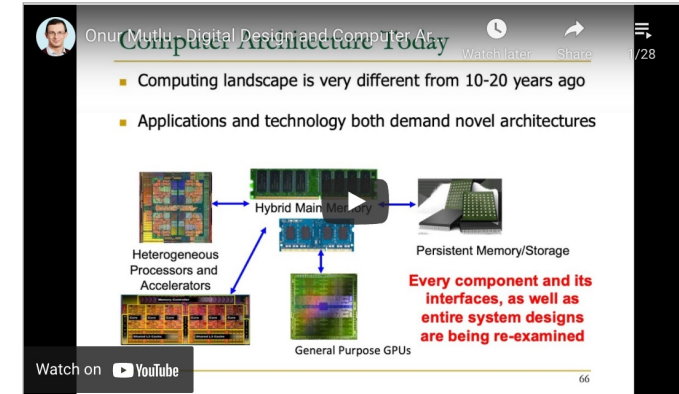 Onur Mutlu - Digital Design and Computer Ar...
Computer Architecture Today
Watch later
Share
1/28
Computing landscape is very different from 10-20 years ago
Applications and technology both demand novel architectures
Hybrid Main Memory
Heterogeneous
Processors and
Accelerators
Persistent Memory/Storage
Every component and its
interfaces, as well as
entire system designs
are being re-examined
General Purpose GPUs
Watch on YouTube
66